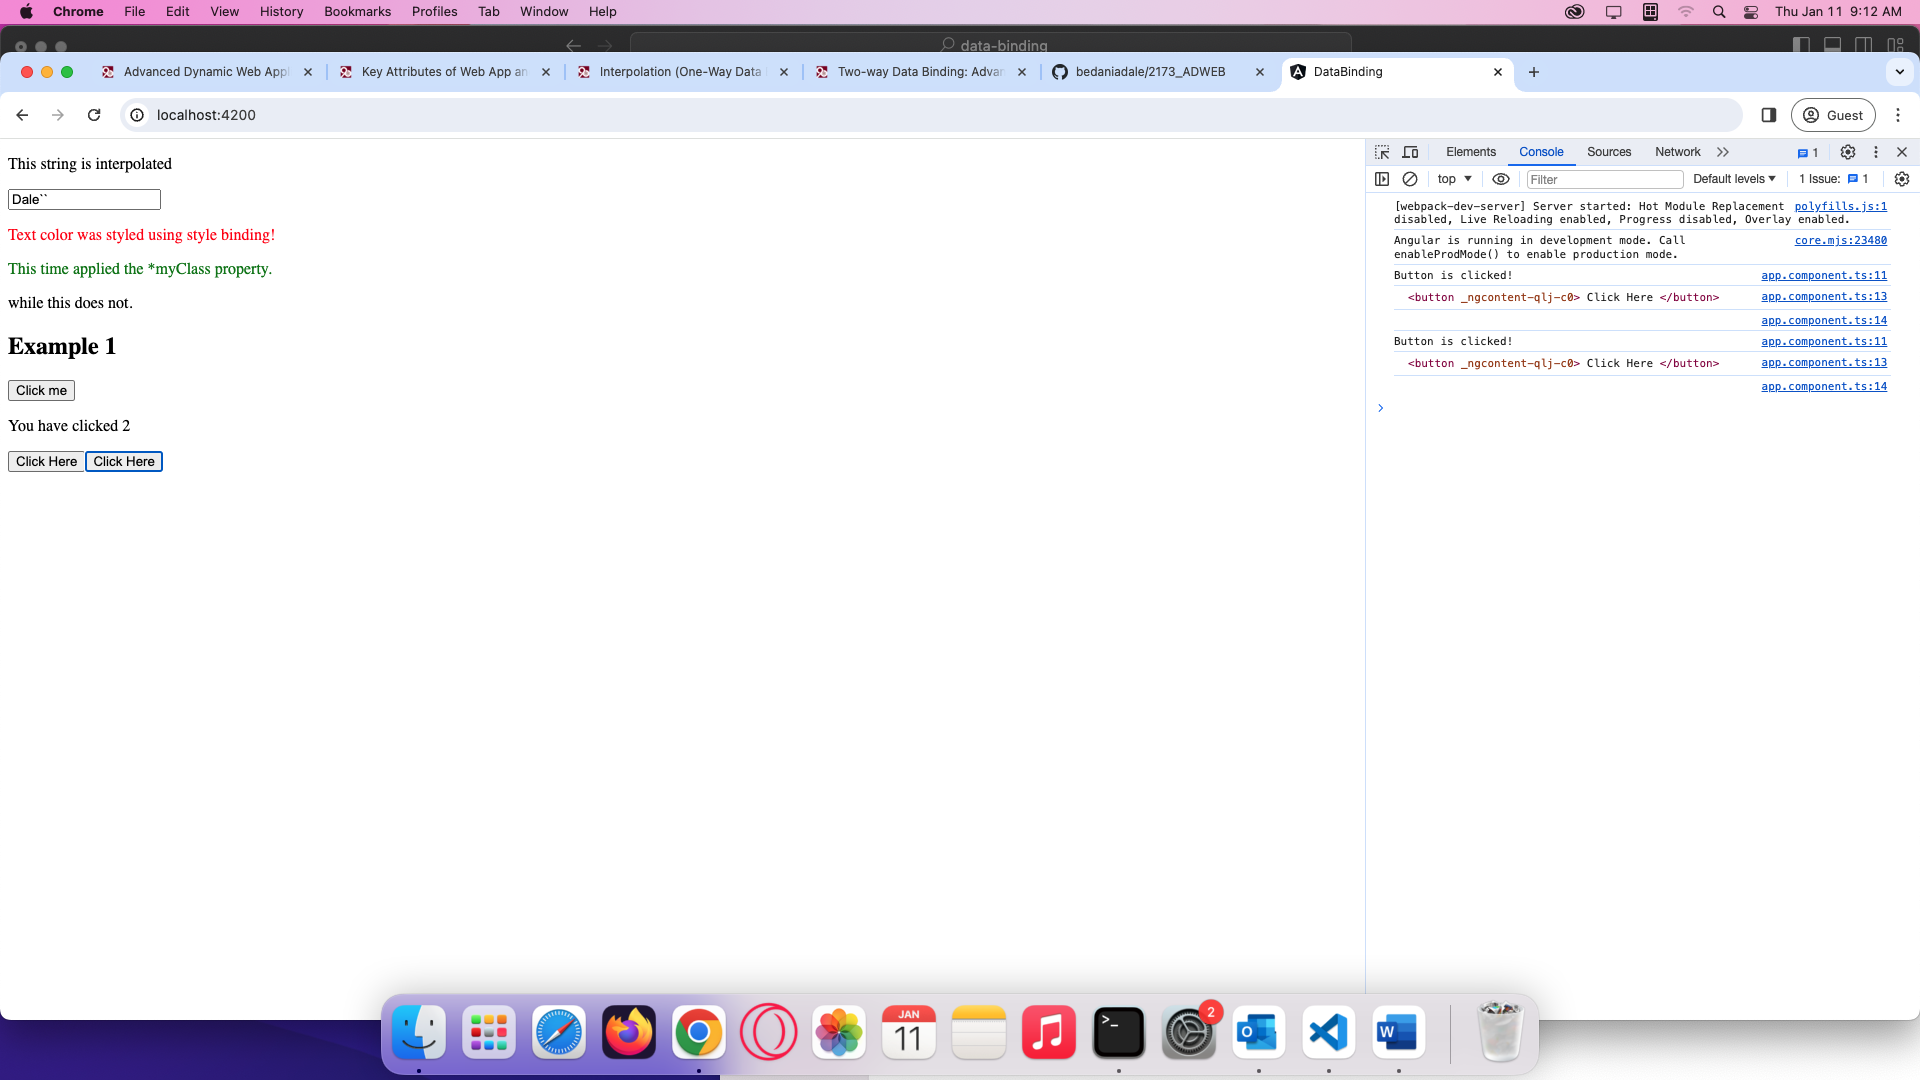 Chrome File Edit View History Bookmarks Profiles Tab Window Help Thu Jan 11 9:12 AM
data-binding
Advanced Dynamic Web Appl Key Attributes of Web App an Interpolation (One-Way Data Two-way Data Binding: Advan bedaniadale/2173_ADWEB DataBinding
localhost:4200 Guest
This string is interpolated
Dale``
Text color was styled using style binding!
This time applied the *myClass property.
while this does not.
Example 1
Click me
You have clicked 2
Click Here Click Here
Elements Console Sources Network 1
top Filter Default levels 1 Issue: 1
[webpack-dev-server] Server started: Hot Module Replacement polyfills.js:1
disabled, Live Reloading enabled, Progress disabled, Overlay enabled.
Angular is running in development mode. Call core.mjs:23480
enableProdMode() to enable production mode.
Button is clicked! app.component.ts:11
<button _ngcontent-qlj-c0> Click Here </button> app.component.ts:13
app.component.ts:14
Button is clicked! app.component.ts:11
<button _ngcontent-qlj-c0> Click Here </button> app.component.ts:13
app.component.ts:14
JAN
11
2